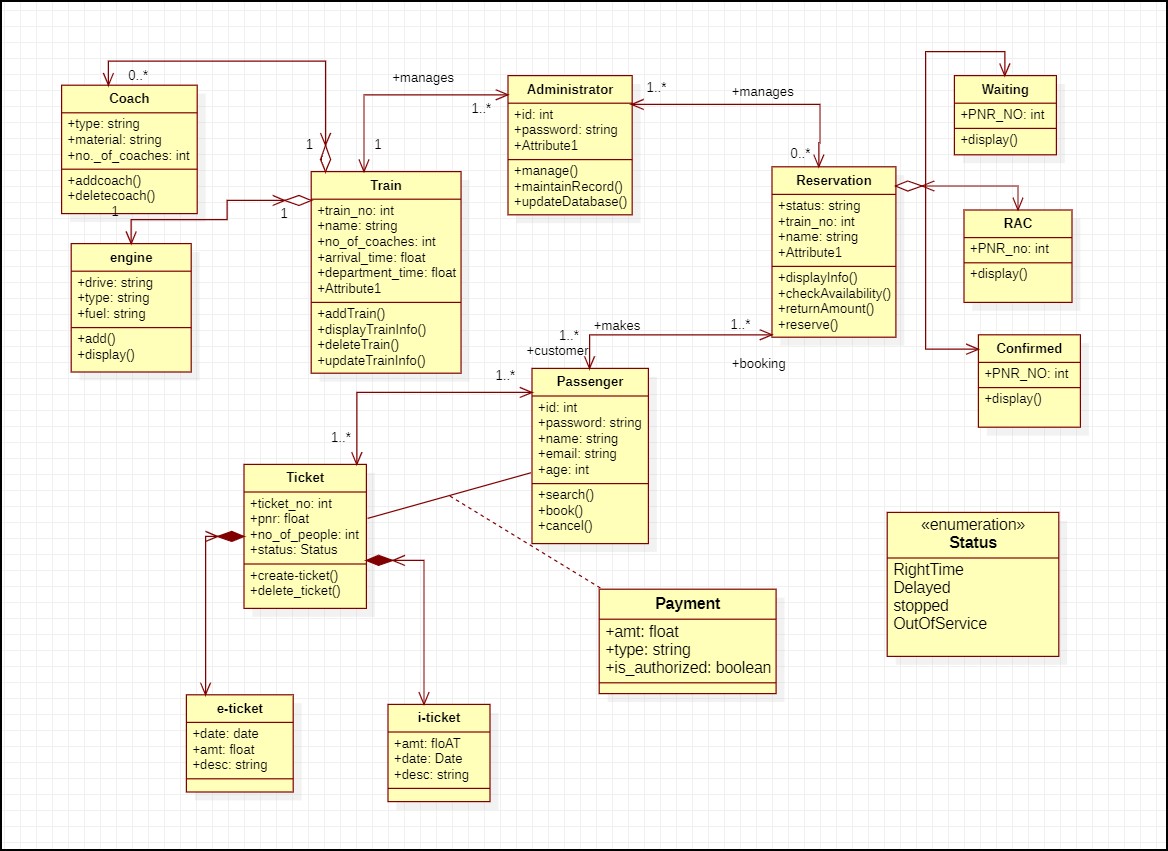 0..*
Coach
+type: string
+material: string
+no._of_coaches: int
+addcoach()
+deletecoach()
1
1
1
engine
+drive: string
+type: string
+fuel: string
+add()
+display()
+manages
1..*
1
Train
+train_no: int
+name: string
+no_of_coaches: int
+arrival_time: float
+department_time: float
+Attribute1
+addTrain()
+displayTrainInfo()
+deleteTrain()
+updateTrainInfo()
Administrator
+id: int
+password: string
+Attribute1
+manage()
+maintainRecord()
+updateDatabase()
1..*
+manages
0..*
Reservation
+status: string
+train_no: int
+name: string
+Attribute1
+displayInfo()
+checkAvailability()
+returnAmount()
+reserve()
Waiting
+PNR_NO: int
+display()
RAC
+PNR_no: int
+display()
Confirmed
+PNR_NO: int
+display()
+makes
1..*
1..*
+customer
+booking
Passenger
+id: int
+password: string
+name: string
+email: string
+age: int
+search()
+book()
+cancel()
1..*
1..*
Ticket
+ticket_no: int
+pnr: float
+no_of_people: int
+status: Status
+create-ticket()
+delete_ticket()
«enumeration»
Status
RightTime
Delayed
stopped
OutOfService
Payment
+amt: float
+type: string
+is_authorized: boolean
e-ticket
+date: date
+amt: float
+desc: string
i-ticket
+amt: floAT
+date: Date
+desc: string